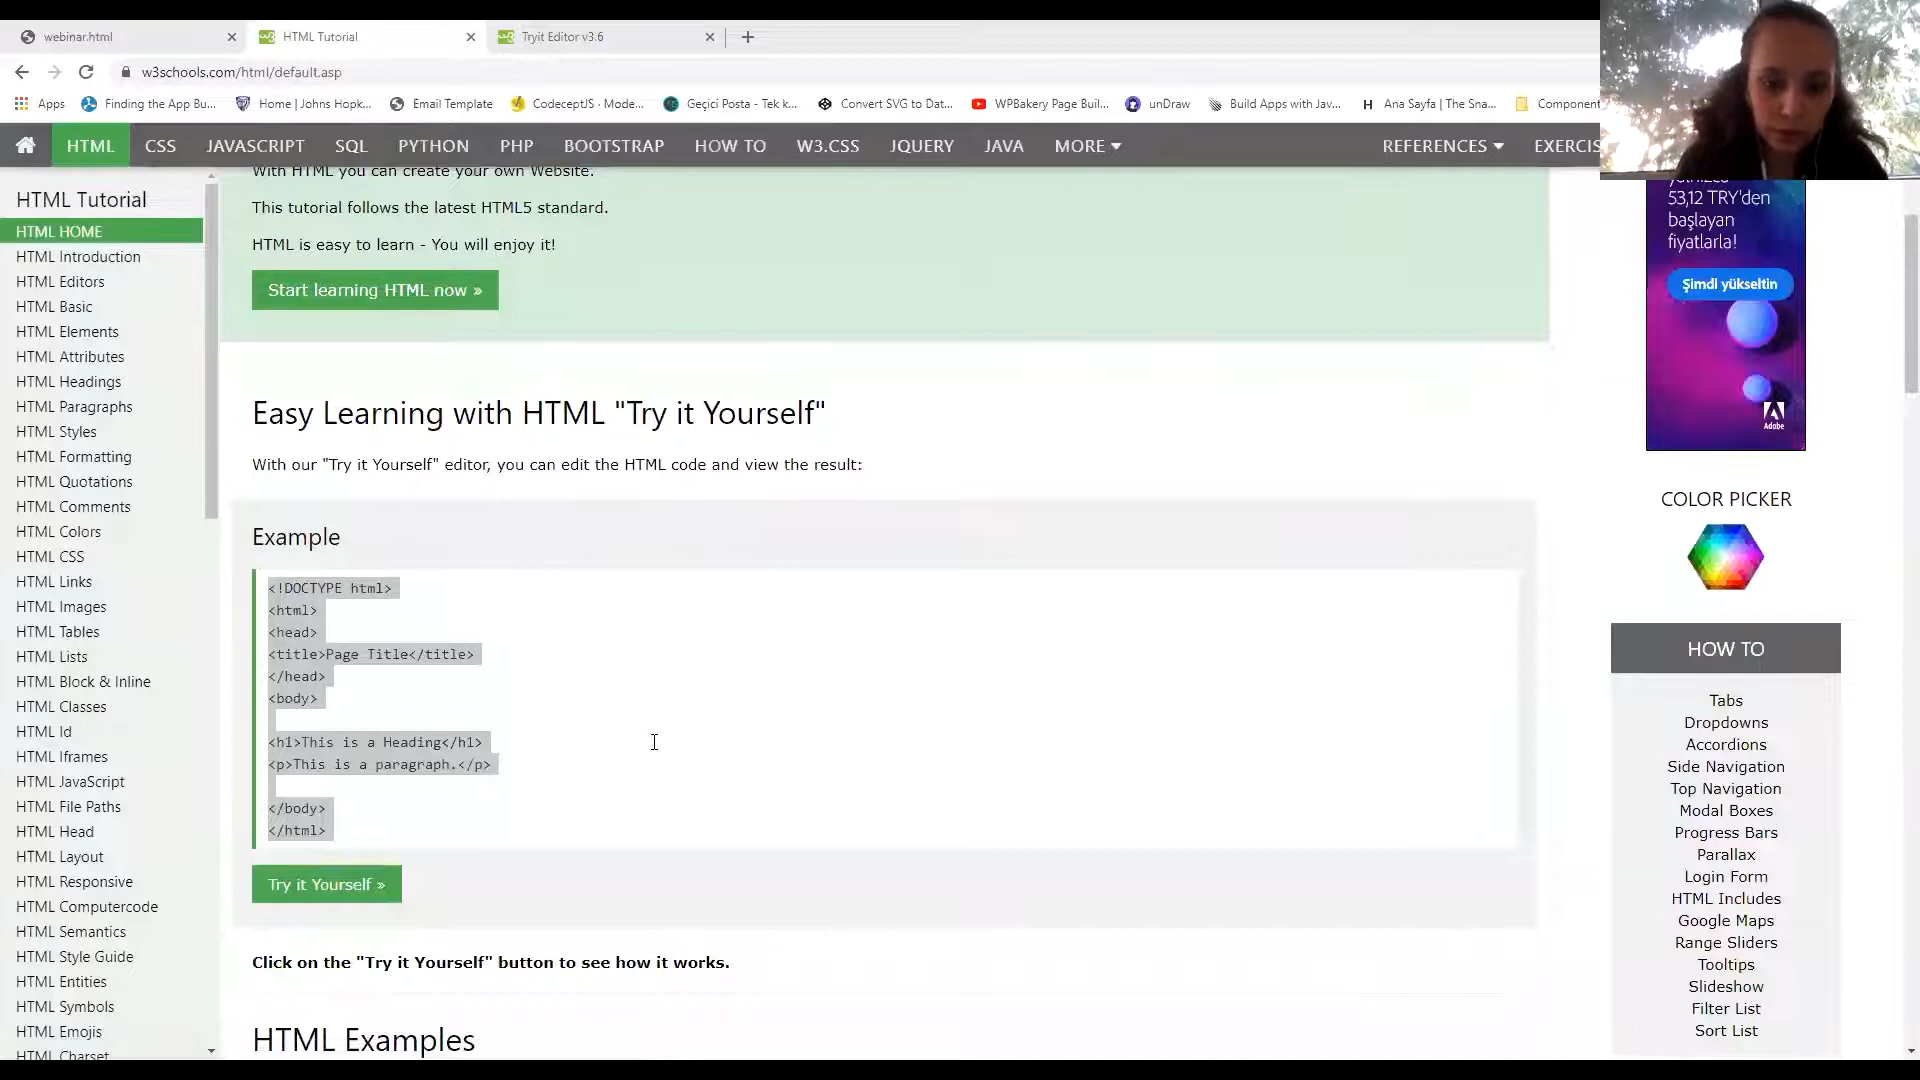 webinar.html
HTML Tutorial
Tryit Editor v3.6
w3schools.com/html/default.asp
Apps
Finding the App Bu...
Home | Johns Hopk...
Email Template
CodeceptJS · Mode...
Geçici Posta - Tek k...
Convert SVG to Dat...
WPBakery Page Buil...
unDraw
Build Apps with Jav...
Ana Sayfa | The Sna...
Component
HTML
CSS
JAVASCRIPT
SQL
PYTHON
PHP
BOOTSTRAP
HOW TO
W3.CSS
JQUERY
JAVA
MORE
REFERENCES
EXERCIS
HTML Tutorial
HTML HOME
HTML Introduction
HTML Editors
HTML Basic
HTML Elements
HTML Attributes
HTML Headings
HTML Paragraphs
HTML Styles
HTML Formatting
HTML Quotations
HTML Comments
HTML Colors
HTML CSS
HTML Links
HTML Images
HTML Tables
HTML Lists
HTML Block & Inline
HTML Classes
HTML Id
HTML Iframes
HTML JavaScript
HTML File Paths
HTML Head
HTML Layout
HTML Responsive
HTML Computercode
HTML Semantics
HTML Style Guide
HTML Entities
HTML Symbols
HTML Emojis
HTML Charset
With HTML you can create your own Website.
This tutorial follows the latest HTML5 standard.
HTML is easy to learn - You will enjoy it!
Start learning HTML now »
Easy Learning with HTML "Try it Yourself"
With our "Try it Yourself" editor, you can edit the HTML code and view the result:
Example
<!DOCTYPE html>
<html>
<head>
<title>Page Title</title>
</head>
<body>
<h1>This is a Heading</h1>
<p>This is a paragraph.</p>
</body>
</html>
Try it Yourself »
Click on the "Try it Yourself" button to see how it works.
HTML Examples
53,12 TRY'den
başlayan
fiyatlarla!
Şimdi yükseltin
Adobe
COLOR PICKER
HOW TO
Tabs
Dropdowns
Accordions
Side Navigation
Top Navigation
Modal Boxes
Progress Bars
Parallax
Login Form
HTML Includes
Google Maps
Range Sliders
Tooltips
Slideshow
Filter List
Sort List